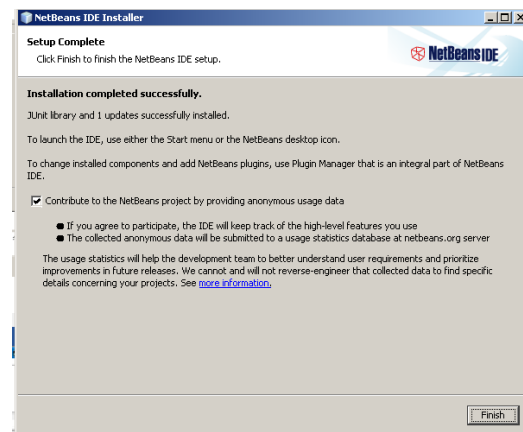 NetBeans IDE Installer
Setup Complete
Click Finish to finish the NetBeans IDE setup.
NetBeans IDE
Installation completed successfully.
JUnit library and 1 updates successfully installed.
To launch the IDE, use either the Start menu or the NetBeans desktop icon.
To change installed components and add NetBeans plugins, use Plugin Manager that is an integral part of NetBeans
IDE.
Contribute to the NetBeans project by providing anonymous usage data
● If you agree to participate, the IDE will keep track of the high-level features you use
● The collected anonymous data will be submitted to a usage statistics database at netbeans.org server
The usage statistics will help the development team to better understand user requirements and prioritize
improvements in future releases. We cannot and will not reverse-engineer that collected data to find specific
details concerning your projects. See more information.
Finish